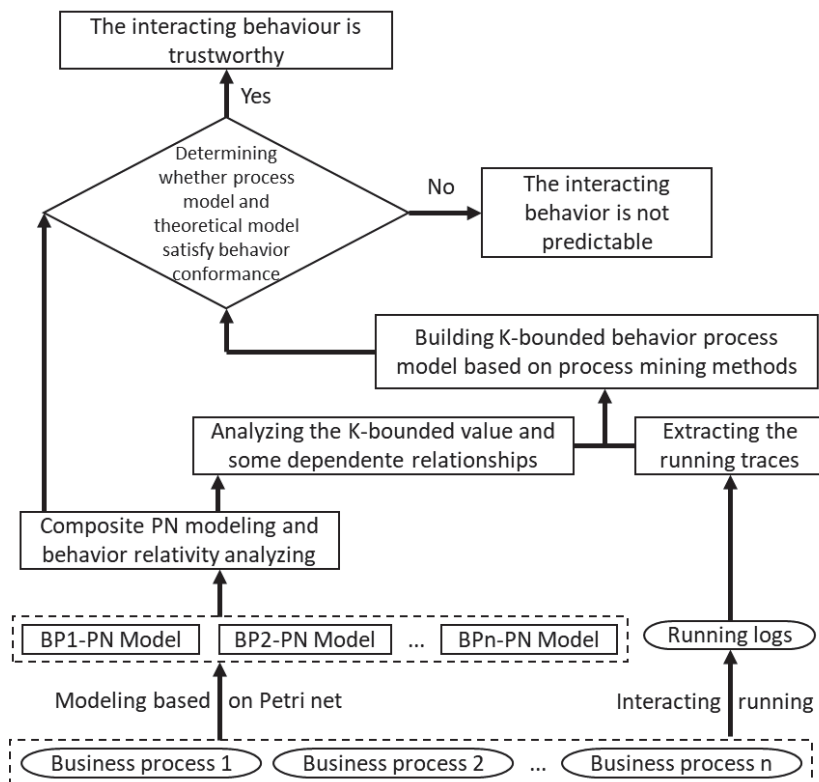 The interacting behaviour is
trustworthy
Yes
Determining
whether process
model and
theoretical model
satisfy behavior
conformance
No
The interacting
behavior is not
predictable
Building K-bounded behavior process
model based on process mining methods
Analyzing the K-bounded value and
some dependente relationships
Extracting the
running traces
Composite PN modeling and
behavior relativity analyzing
BP1-PN Model
BP2-PN Model
...
BPn-PN Model
Running logs
Modeling based on Petri net
Interacting running
Business process 1
Business process 2
...
Business process n